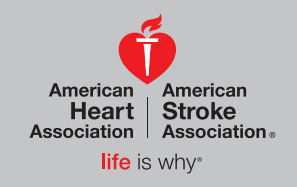 American
Heart
Association
American
Stroke
Association®
life is why®